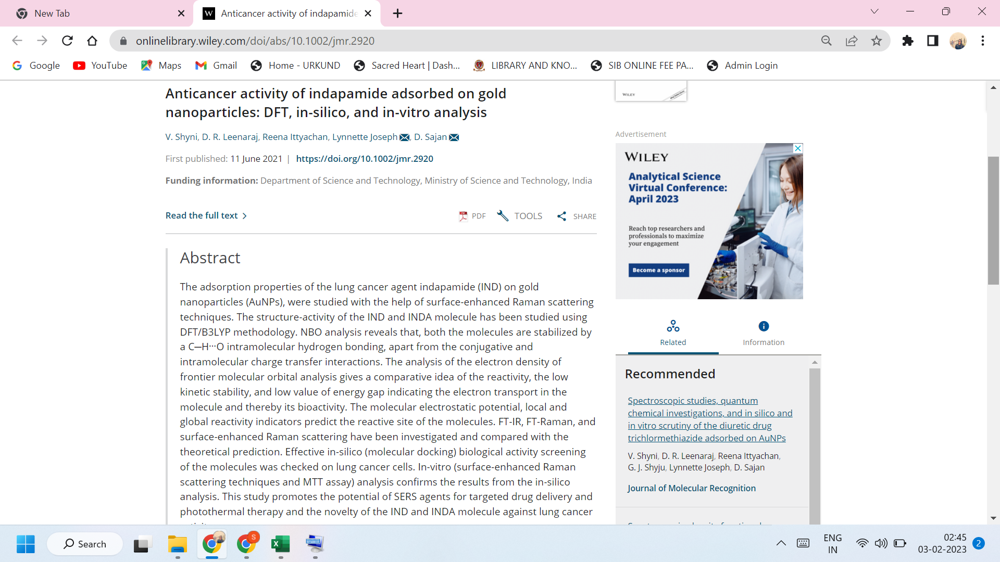 New Tab
Anticancer activity of indapamide
onlinelibrary.wiley.com/doi/abs/10.1002/jmr.2920
Google
YouTube
Maps
Gmail
Home - URKUND
Sacred Heart | Dash...
LIBRARY AND KNO...
SIB ONLINE FEE PA...
Admin Login
Anticancer activity of indapamide adsorbed on gold
nanoparticles: DFT, in-silico, and in-vitro analysis
V. Shyni, D. R. Leenaraj, Reena Ittyachan, Lynnette Joseph, D. Sajan
First published: 11 June 2021 | https://doi.org/10.1002/jmr.2920
Funding information: Department of Science and Technology, Ministry of Science and Technology, India
Read the full text
PDF
TOOLS
SHARE
Abstract
The adsorption properties of the lung cancer agent indapamide (IND) on gold
nanoparticles (AuNPs), were studied with the help of surface-enhanced Raman scattering
techniques. The structure-activity of the IND and INDA molecule has been studied using
DFT/B3LYP methodology. NBO analysis reveals that, both the molecules are stabilized by
a C─H···O intramolecular hydrogen bonding, apart from the conjugative and
intramolecular charge transfer interactions. The analysis of the electron density of
frontier molecular orbital analysis gives a comparative idea of the reactivity, the low
kinetic stability, and low value of energy gap indicating the electron transport in the
molecule and thereby its bioactivity. The molecular electrostatic potential, local and
global reactivity indicators predict the reactive site of the molecules. FT-IR, FT-Raman, and
surface-enhanced Raman scattering have been investigated and compared with the
theoretical prediction. Effective in-silico (molecular docking) biological activity screening
of the molecules was checked on lung cancer cells. In-vitro (surface-enhanced Raman
scattering techniques and MTT assay) analysis confirms the results from the in-silico
analysis. This study promotes the potential of SERS agents for targeted drug delivery and
photothermal therapy and the novelty of the IND and INDA molecule against lung cancer
WILEY
Advertisement
WILEY
Analytical Science
Virtual Conference:
April 2023
Reach top researchers and
professionals to maximize
your engagement
Become a sponsor
Related
Information
Recommended
Spectroscopic studies, quantum
chemical investigations, and in silico and
in vitro scrutiny of the diuretic drug
trichlormethiazide adsorbed on AuNPs
V. Shyni, D. R. Leenaraj, Reena Ittyachan,
G. J. Shyju, Lynnette Joseph, D. Sajan
Journal of Molecular Recognition
Search
S
ENG
IN
02:45
03-02-2023
2